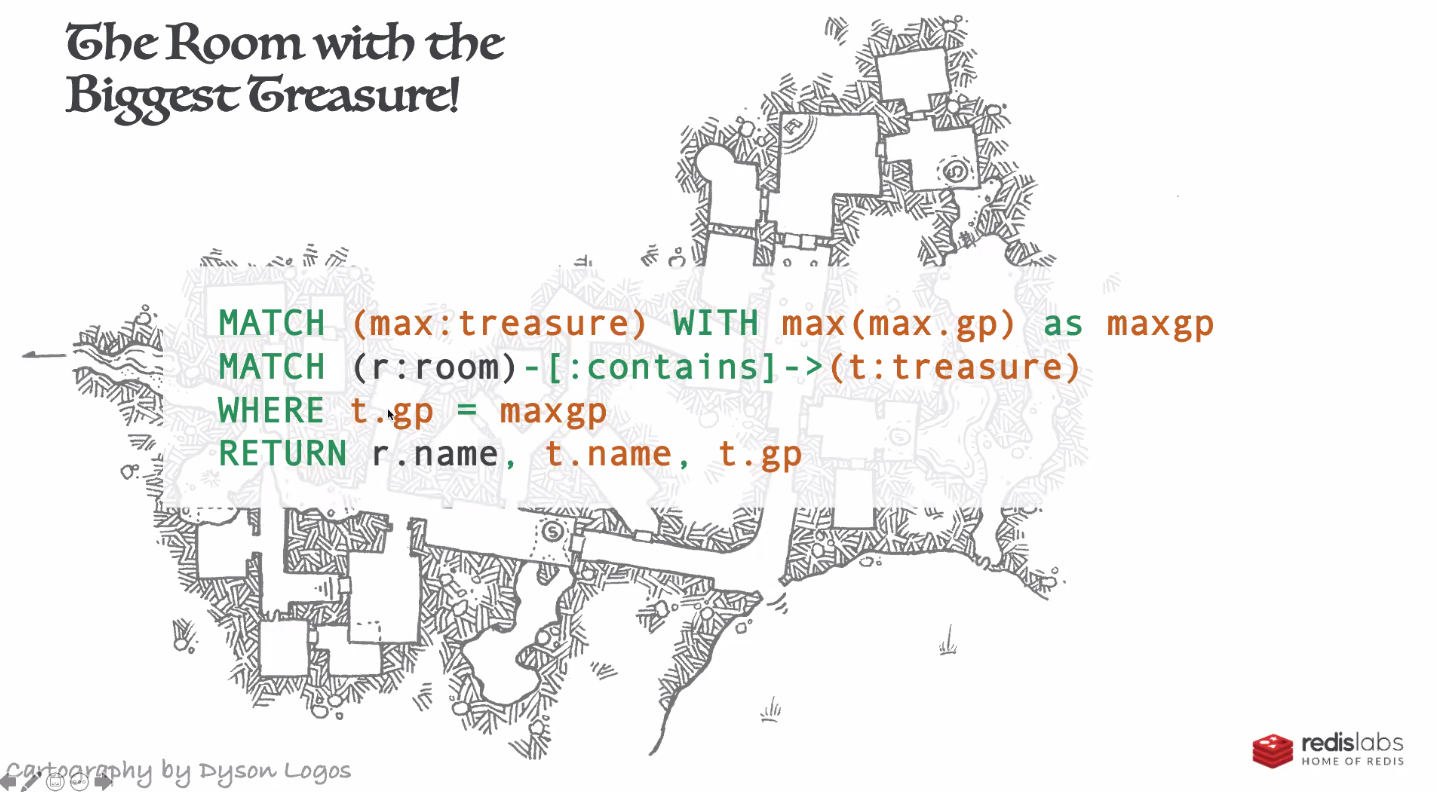 The Room with the
Biggest Treasure!
MATCH (max:treasure) WITH max(max.gp) as maxgp
MATCH (r:room)-[:contains]->(t:treasure)
WHERE t.gp = maxgp
RETURN r.name, t.name, t.gp
S
S
redislabs
HOME OF REDIS
Cartography by Dyson Logos